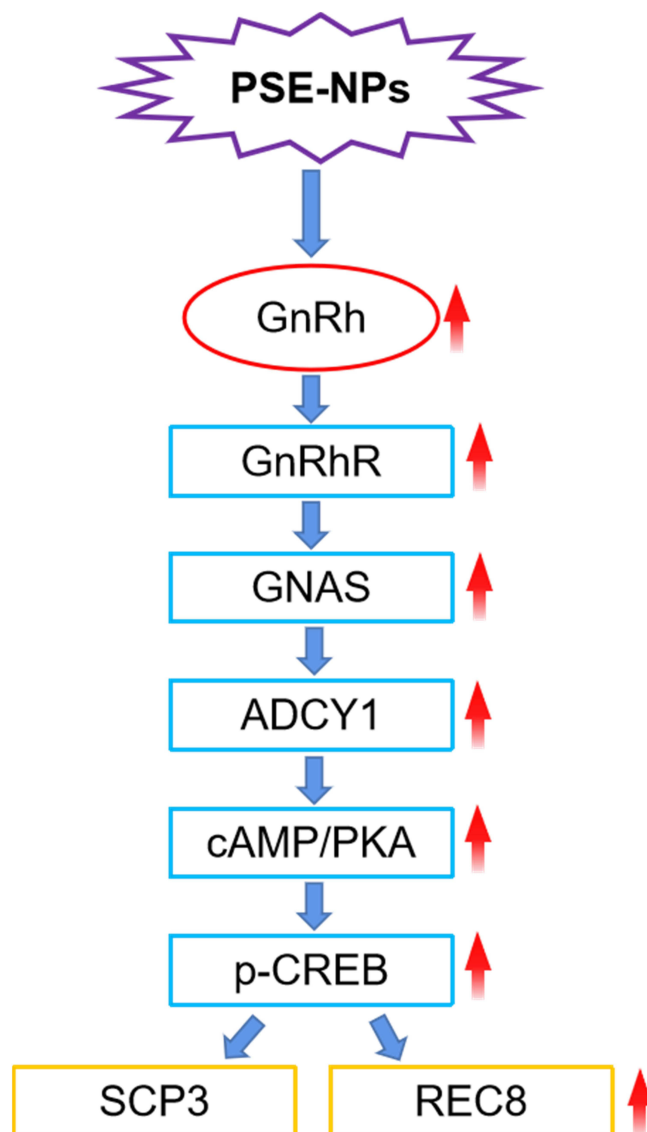 PSE-NPs
GnRh
GnRhR
GNAS
ADCY1
cAMP/PKA
p-CREB
SCP3
REC8